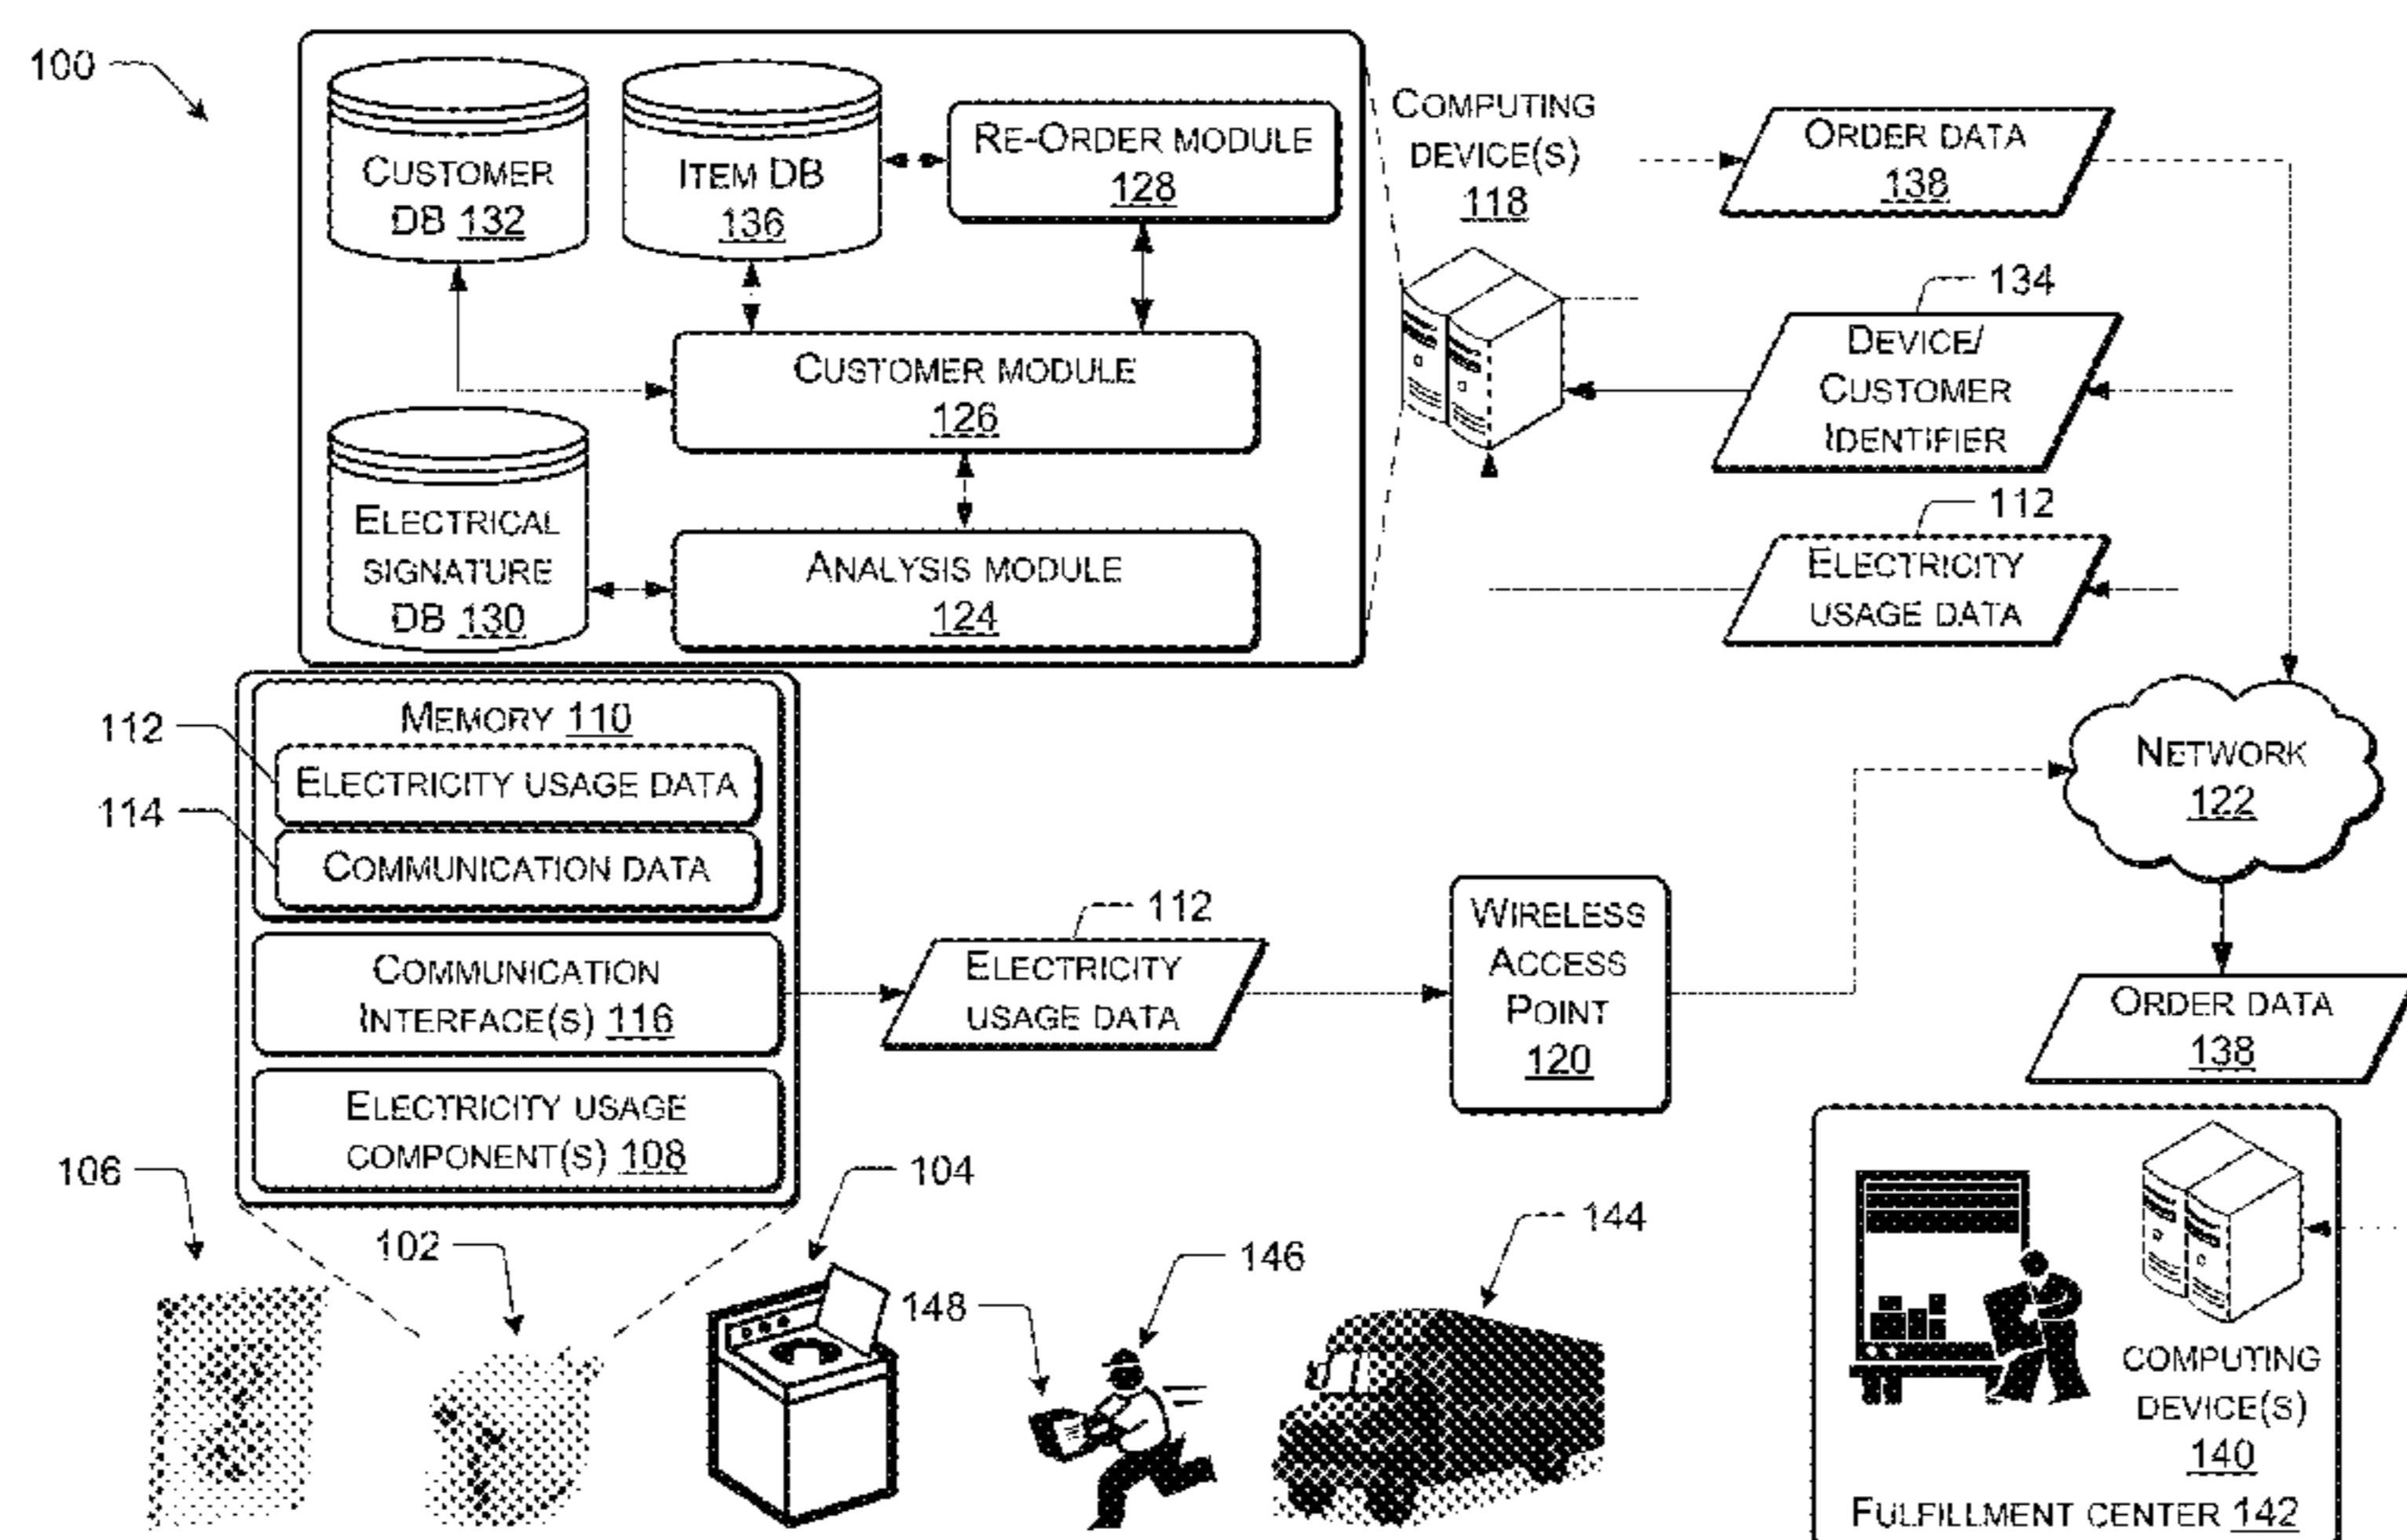 100
CUSTOMER
DB 132
ITEM DB
136
RE-ORDER MODULE
128
CUSTOMER MODULE
126
ELECTRICAL
SIGNATURE
DB 130
ANALYSIS MODULE
124
COMPUTING
DEVICE(S)
118
ORDER DATA
138
134
DEVICE/
CUSTOMER
IDENTIFIER
112
ELECTRICITY
USAGE DATA
NETWORK
122
ORDER DATA
138
MEMORY 110
112
ELECTRICITY USAGE DATA
114
COMMUNICATION DATA
COMMUNICATION
INTERFACE(S) 116
ELECTRICITY USAGE
COMPONENT(S) 108
112
ELECTRICITY
USAGE DATA
WIRELESS
ACCESS
POINT
120
106
102
104
148
146
144
COMPUTING
DEVICE(S)
140
FULFILLMENT CENTER 142